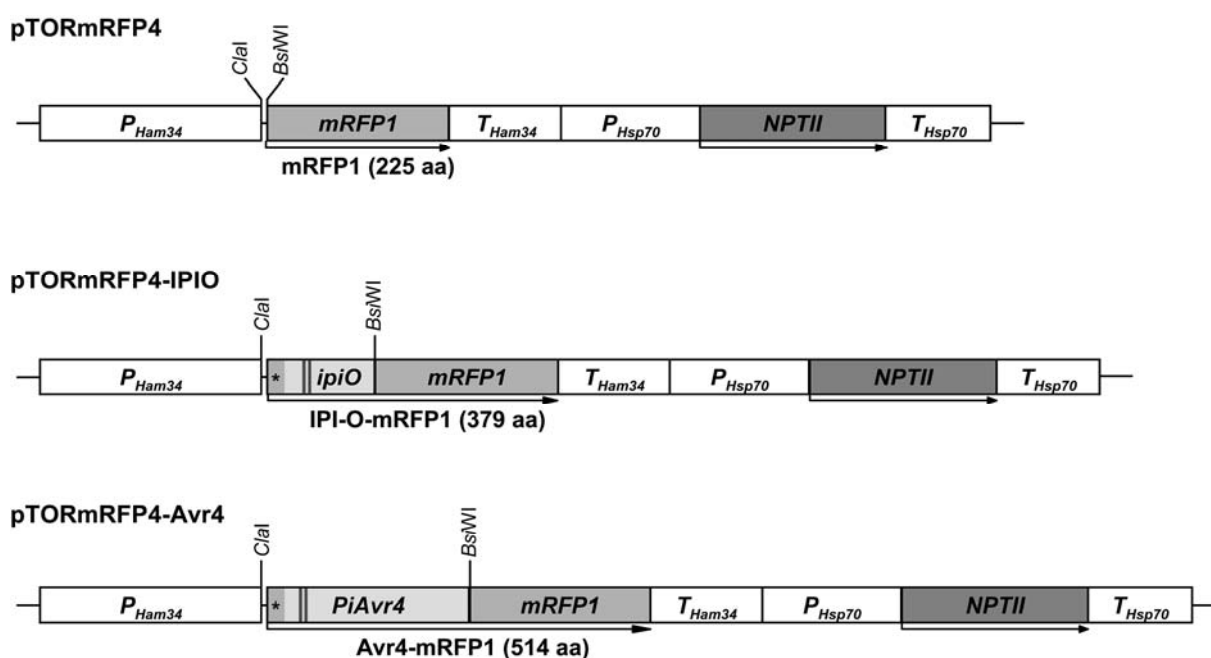 pTORmRFP4
ClaI BsiWI
PHam34 mRFP1 THam34 PHsp70 NPTII THsp70
mRFP1 (225 aa)
pTORmRFP4-IPIO
ClaI BsiWI
PHam34 * ipiO mRFP1 THam34 PHsp70 NPTII THsp70
IPI-O-mRFP1 (379 aa)
pTORmRFP4-Avr4
ClaI BsiWI
PHam34 * PiAvr4 mRFP1 THam34 PHsp70 NPTII THsp70
Avr4-mRFP1 (514 aa)